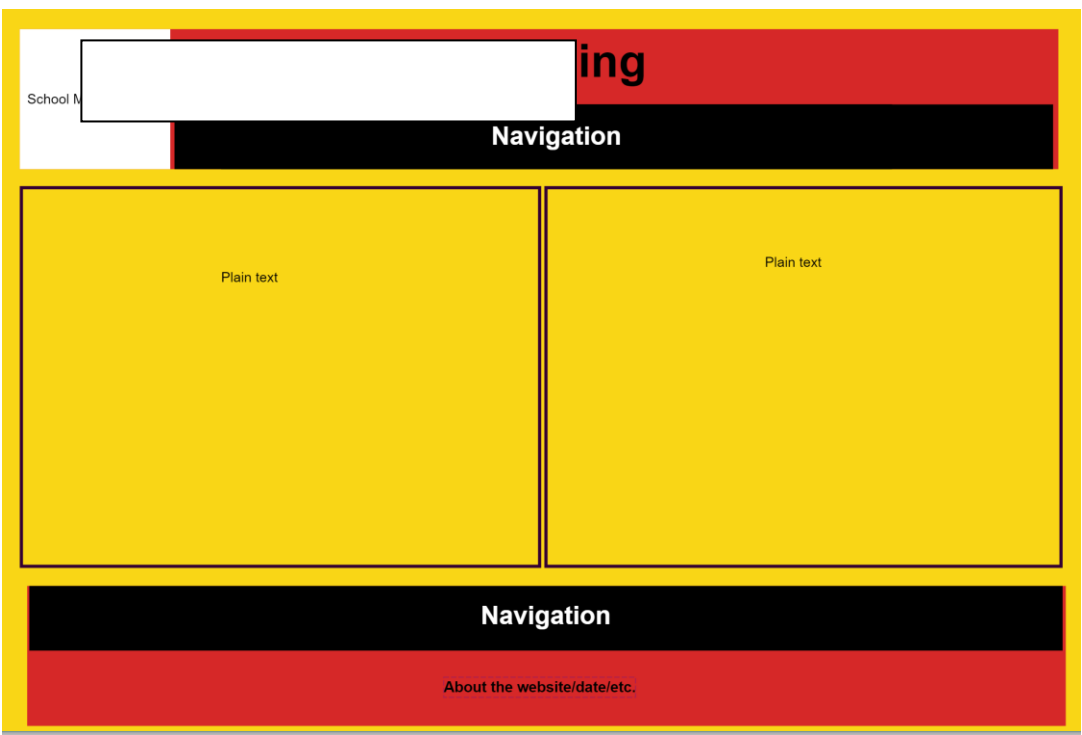 ing
School
Navigation
Plain text
Plain text
Navigation
About the website/date/etc.